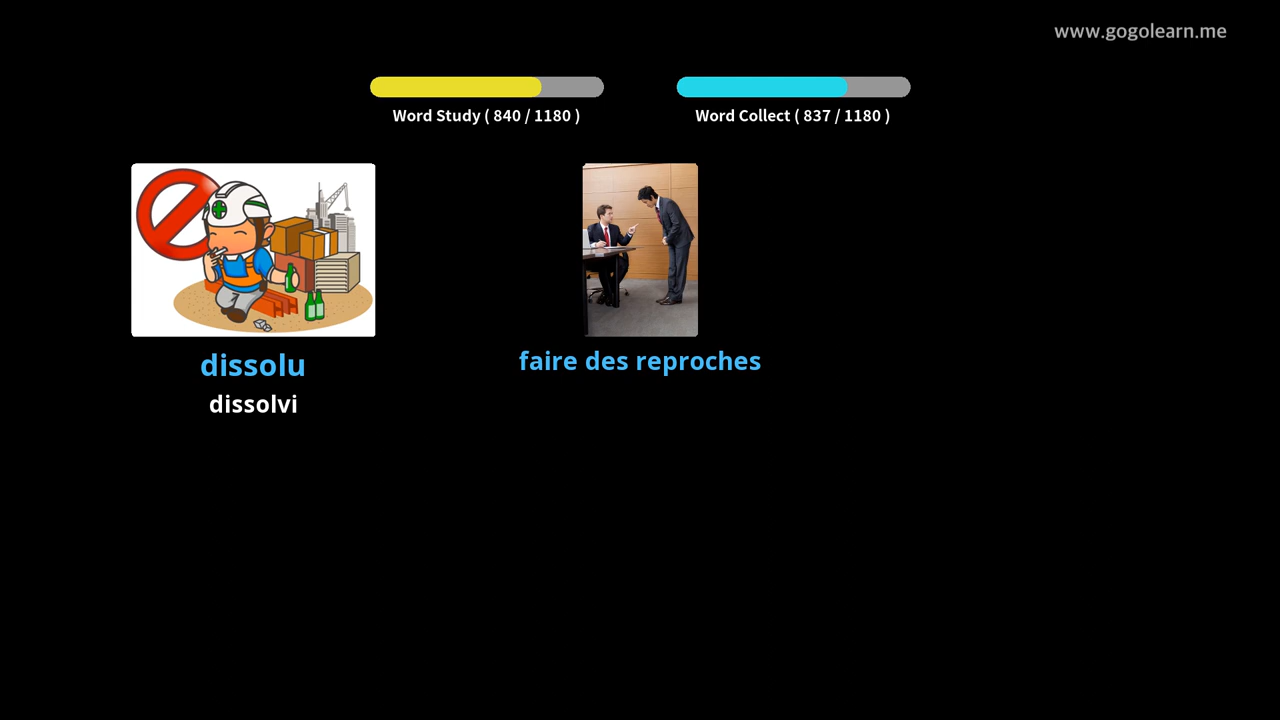 www.gogolearn.me
Word Study ( 840 / 1180 )
Word Collect ( 837 / 1180 )
dissolu
dissolvi
faire des reproches